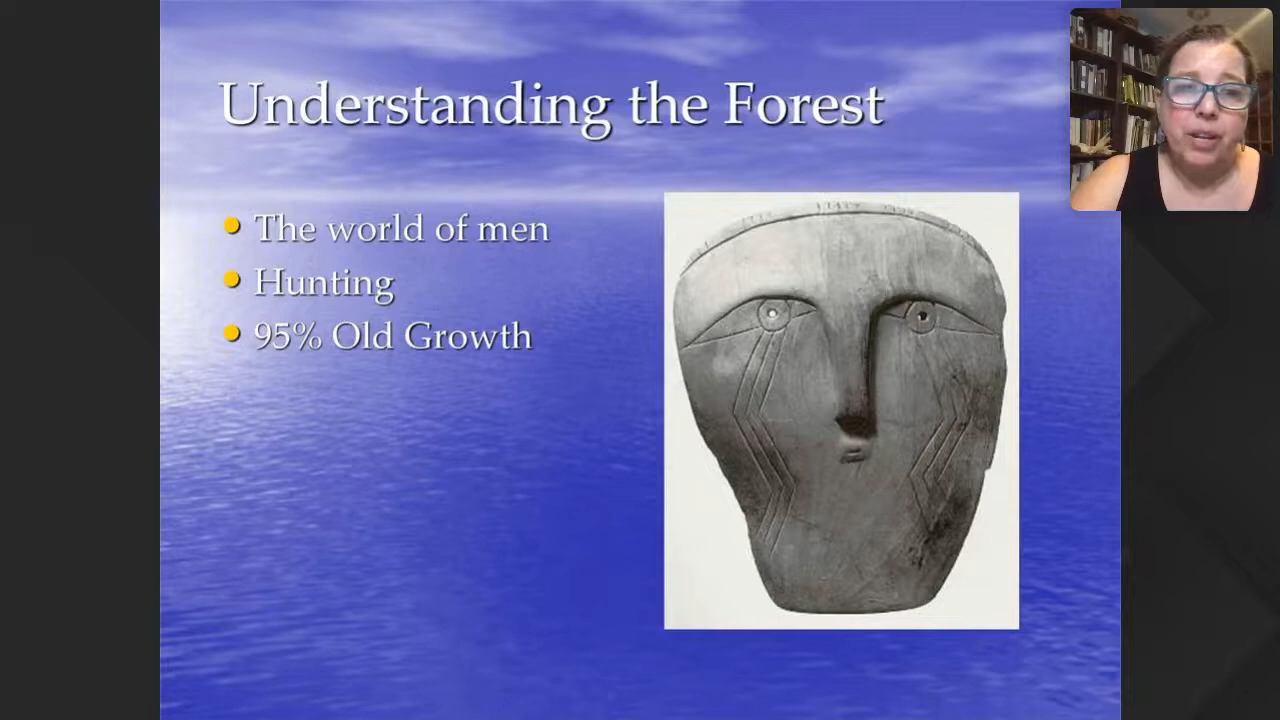 Understanding the Forest
The world of men
Hunting
95% Old Growth